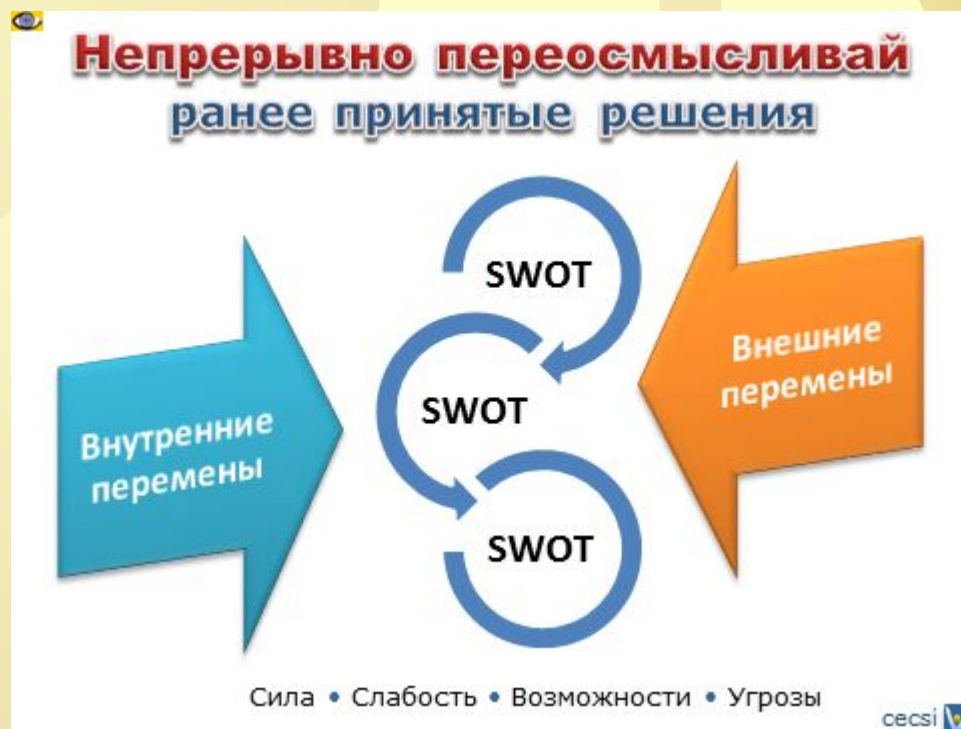 Непрерывно переосмысливай
ранее принятые решения
SWOT
Внешние
перемены
SWOT
Внутренние
перемены
SWOT
Сила • Слабость • Возможности • Угрозы
cecsi